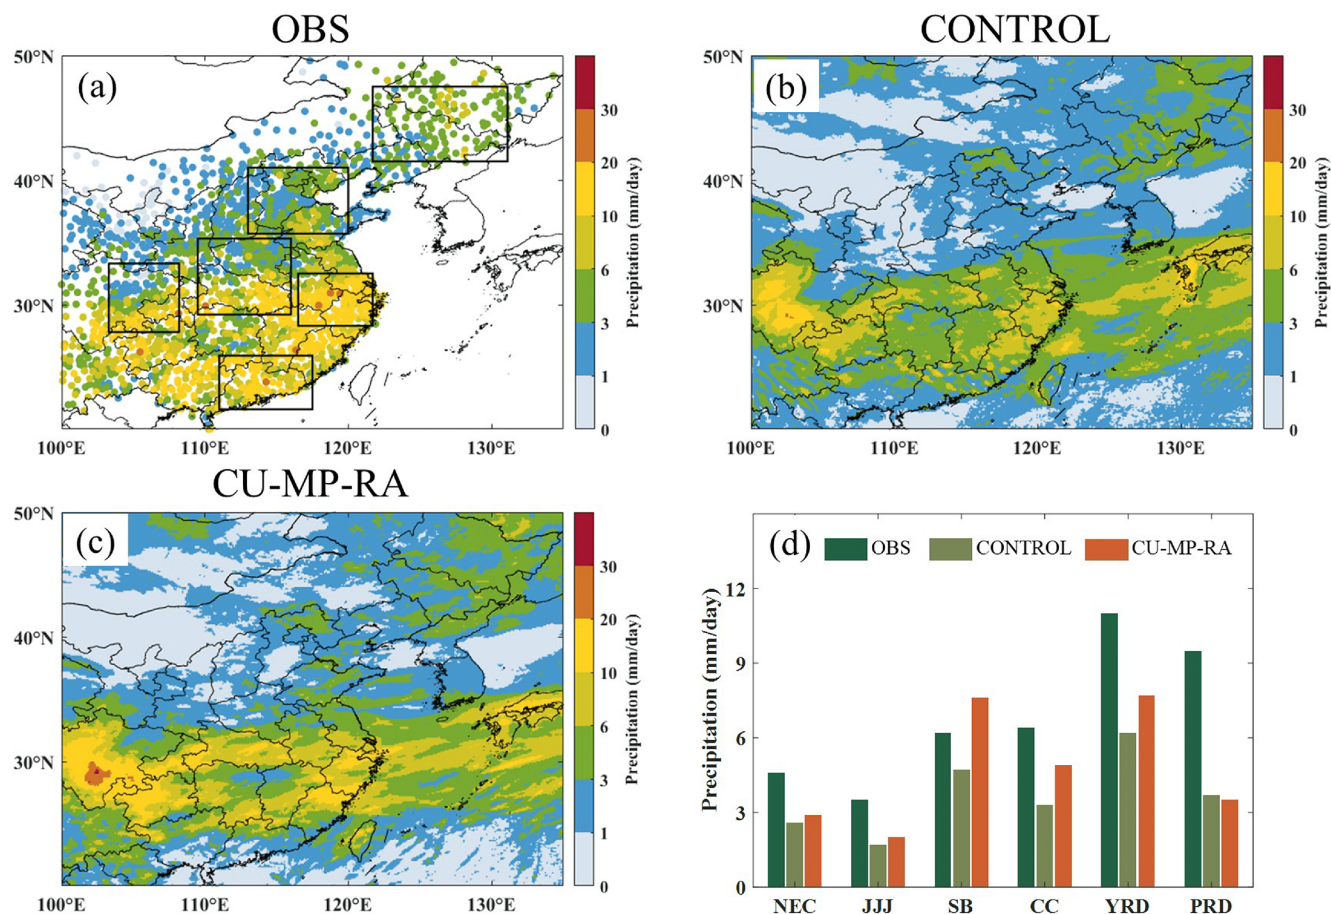 OBS
(a)
50°N
40°N
30°N
100°E
110°E
120°E
130°E
30
20
10
6
3
1
0
Precipitation (mm/day)
CONTROL
(b)
50°N
40°N
30°N
100°E
110°E
120°E
130°E
30
20
10
6
3
1
0
Precipitation (mm/day)
CU-MP-RA
(c)
50°N
40°N
30°N
100°E
110°E
120°E
130°E
30
20
10
6
3
1
0
Precipitation (mm/day)
(d)
OBS
CONTROL
CU-MP-RA
Precipitation (mm/day)
12
9
6
3
0
NEC
JJJ
SB
CC
YRD
PRD